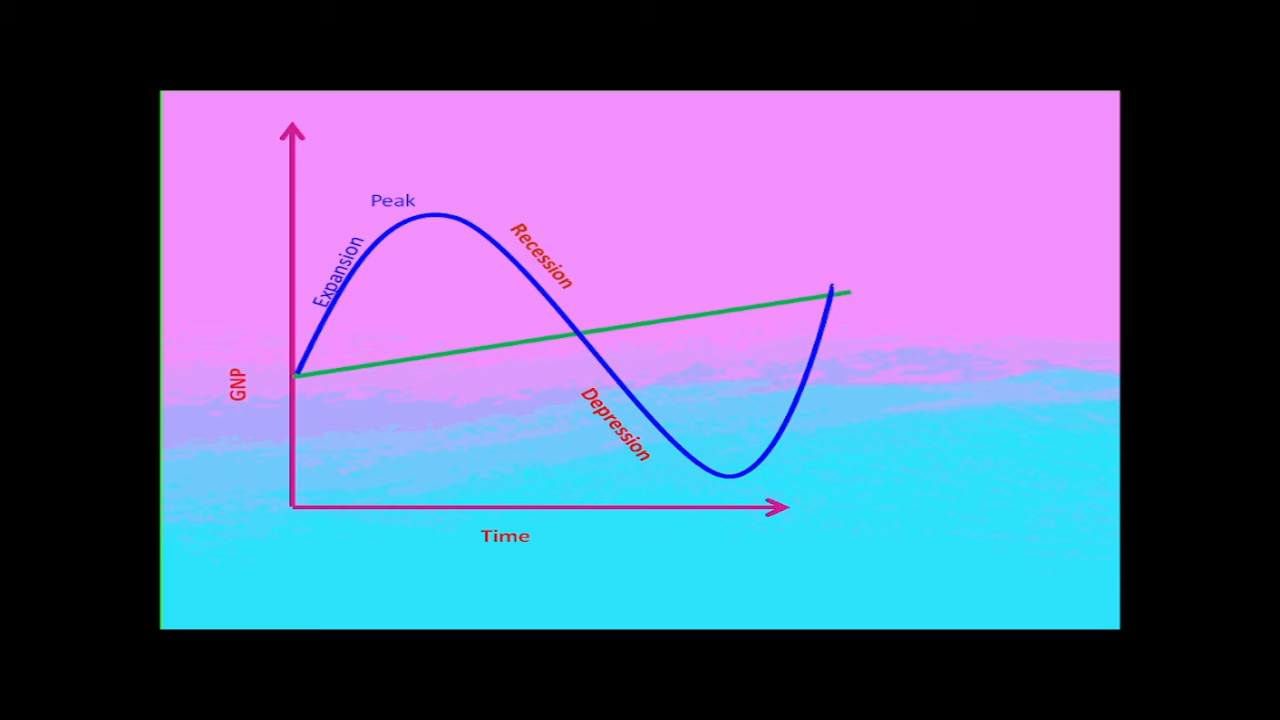 Peak
Expansion
Recession
GNP
Depression
Time